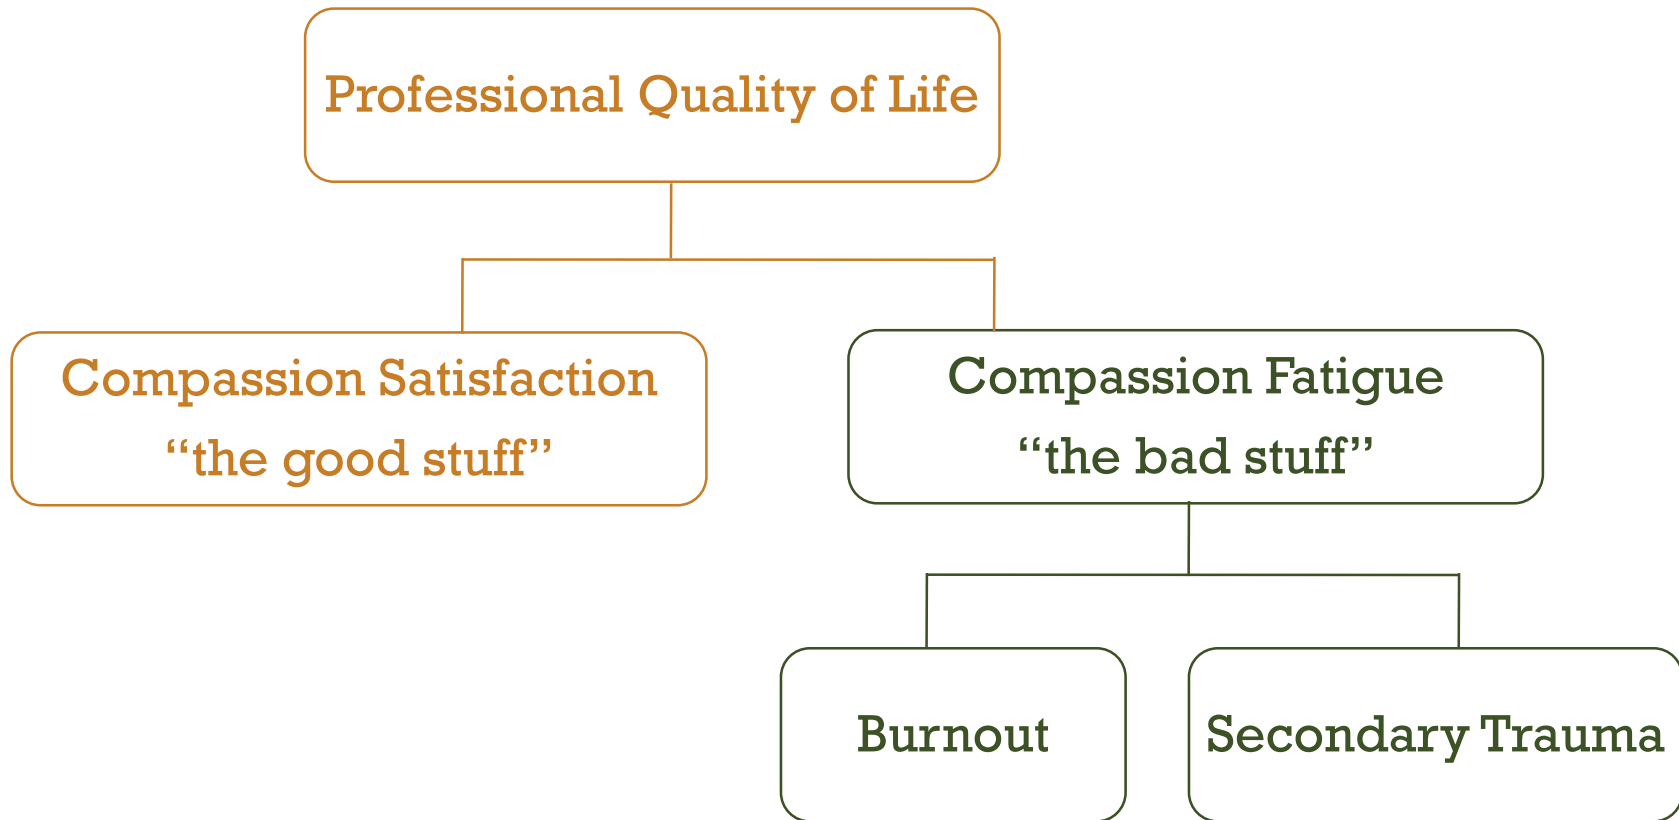 Professional Quality of Life
Compassion Satisfaction
“the good stuff”
Compassion Fatigue
“the bad stuff”
Burnout
Secondary Trauma